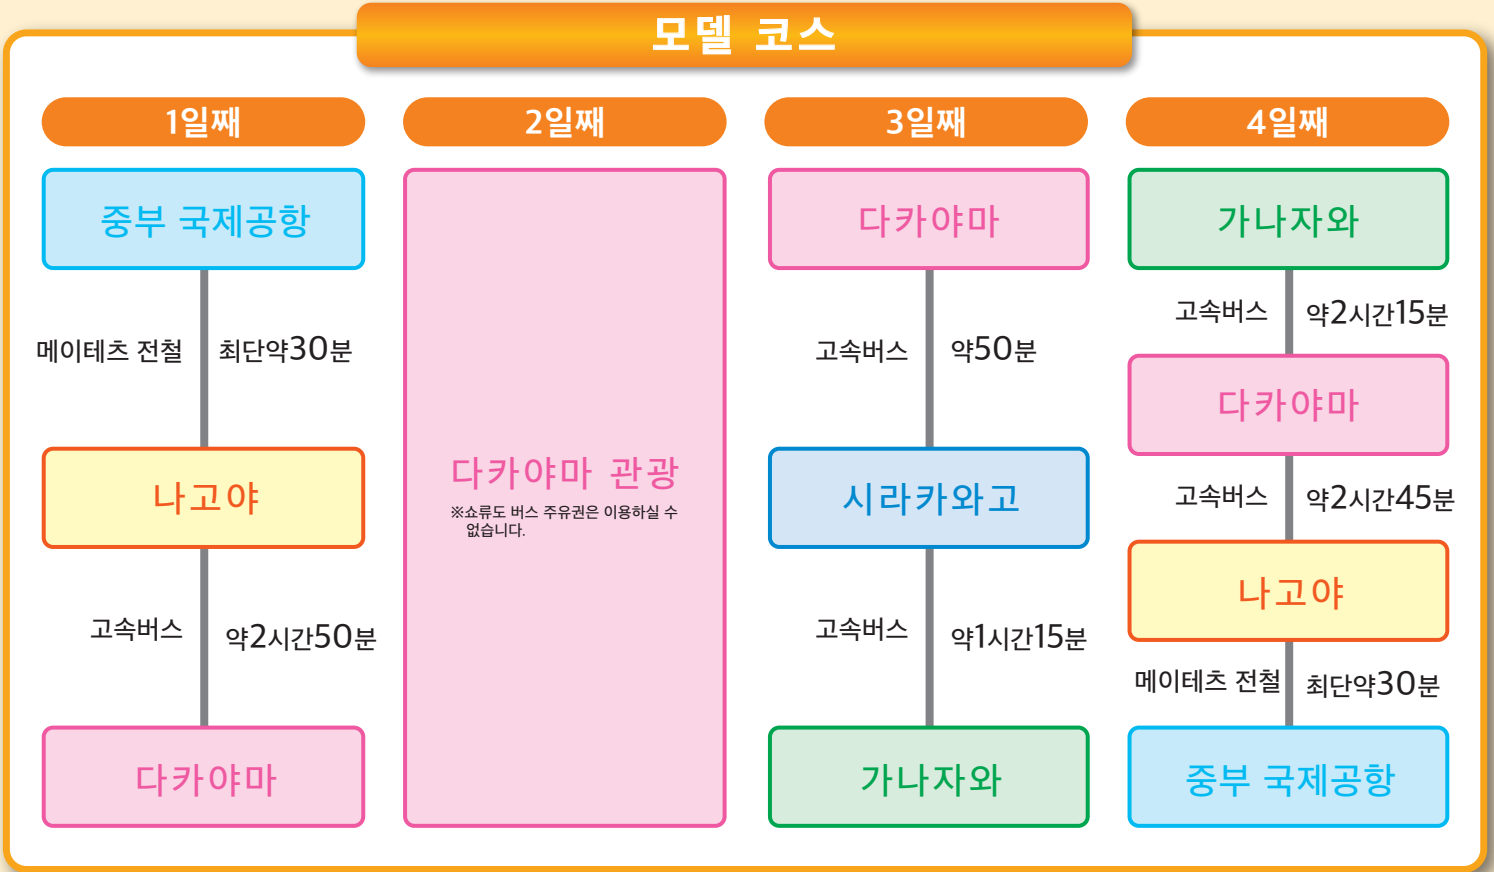 모델 코스
1일째
중부 국제공항
메이테츠 전철 최단약30분
나고야
고속버스 약2시간50분
다카야마
2일째
다카야마 관광
※쇼류도 버스 주유권은 이용하실 수
없습니다.
3일째
다카야마
고속버스 약50분
시라카와고
고속버스 약1시간15분
가나자와
4일째
가나자와
고속버스 약2시간15분
다카야마
고속버스 약2시간45분
나고야
메이테츠 전철 최단약30분
중부 국제공항